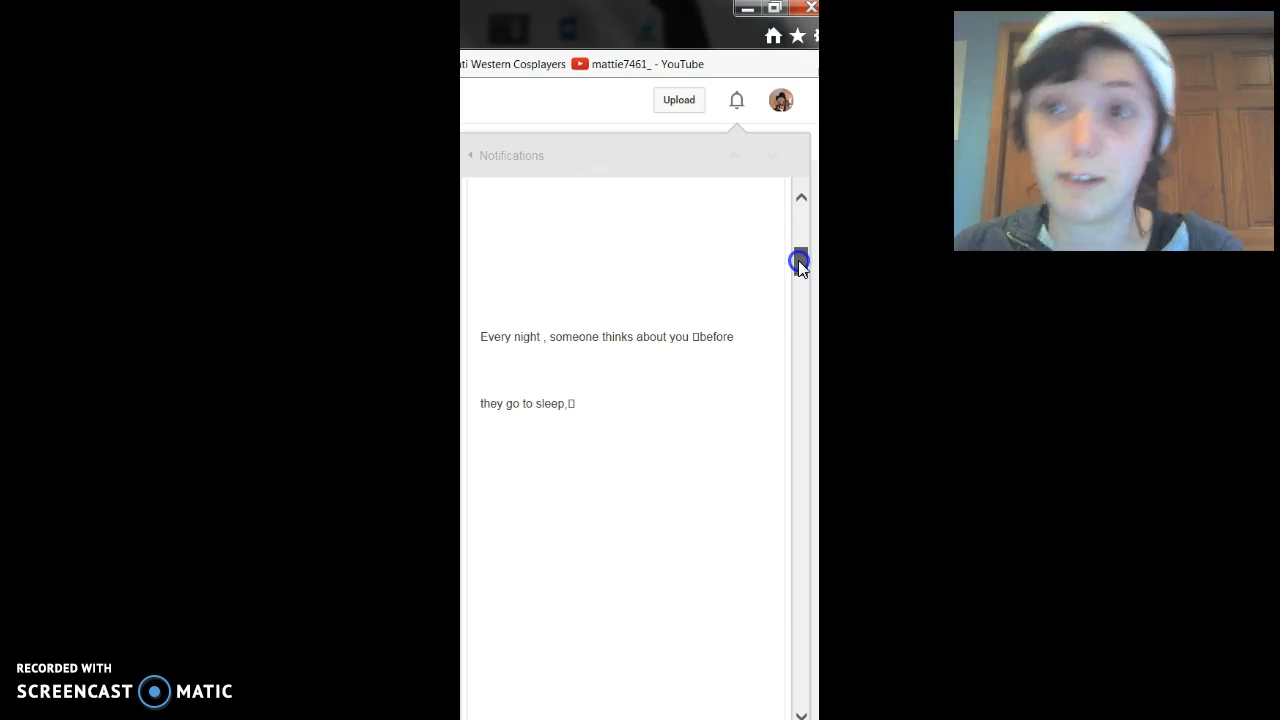 ti Western Cosplayers mattie7461_ - YouTube
Upload
Notifications
Every night , someone thinks about you ▯before
they go to sleep,▯
RECORDED WITH
SCREENCAST MATIC